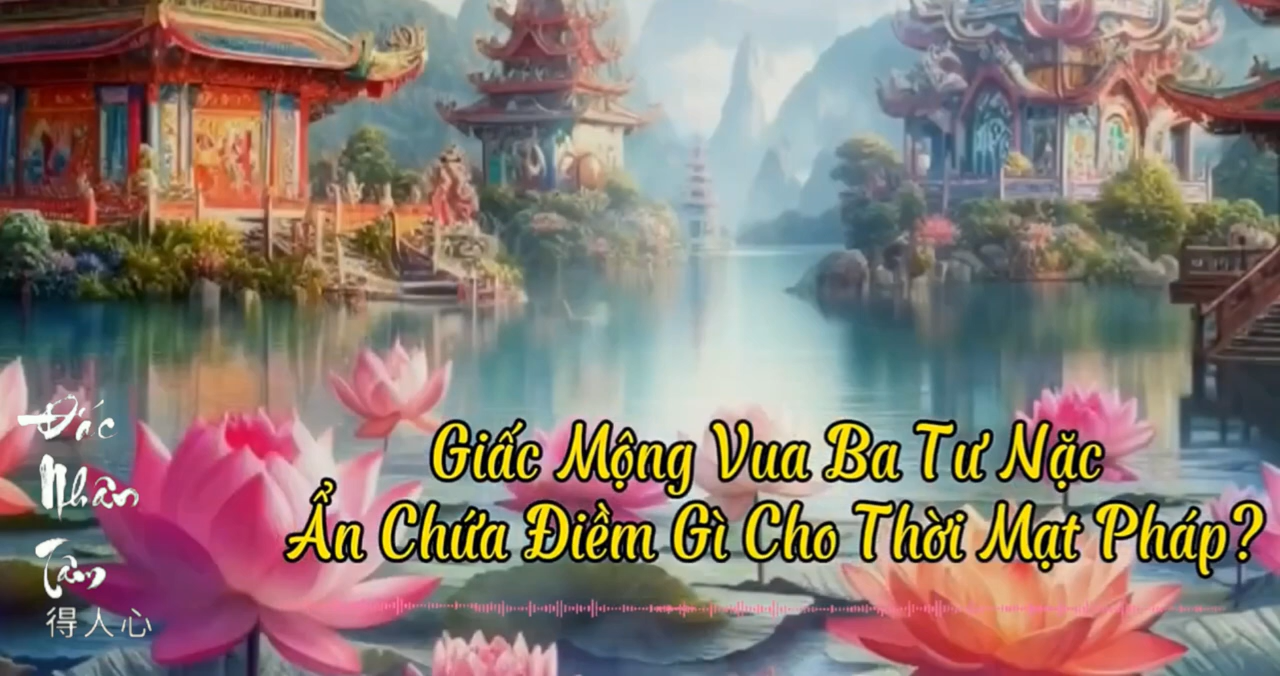 Đắc
Nhân
Tâm
得人心
Giấc Mộng Vua Ba Tư Nặc
Ẩn Chứa Điềm Gì Cho Thời Mạt Pháp?